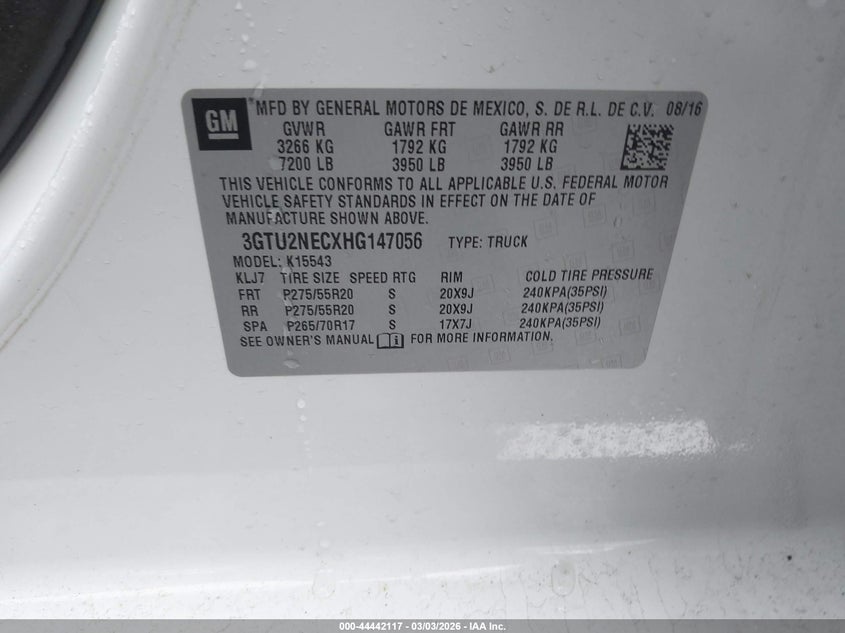 GM
MFD BY GENERAL MOTORS DE MEXICO, S. DE R.L. DE C.V. 08/16
GVWR GAWR FRT GAWR RR
3266 KG 1792 KG 1792 KG
7200 LB 3950 LB 3950 LB
THIS VEHICLE CONFORMS TO ALL APPLICABLE U.S. FEDERAL MOTOR
VEHICLE SAFETY STANDARDS IN EFFECT ON THE DATE OF
MANUFACTURE SHOWN ABOVE.
3GTU2NECXHG147056 TYPE: TRUCK
MODEL: K15543
KLJ7 TIRE SIZE SPEED RTG RIM COLD TIRE PRESSURE
FRT P275/55R20 S 20X9J 240KPA(35PSI)
RR P275/55R20 S 20X9J 240KPA(35PSI)
SPA P265/70R17 S 17X7J 240KPA(35PSI)
SEE OWNER'S MANUAL i FOR MORE INFORMATION.
000-44442117 - 03/03/2026 - IAA Inc.